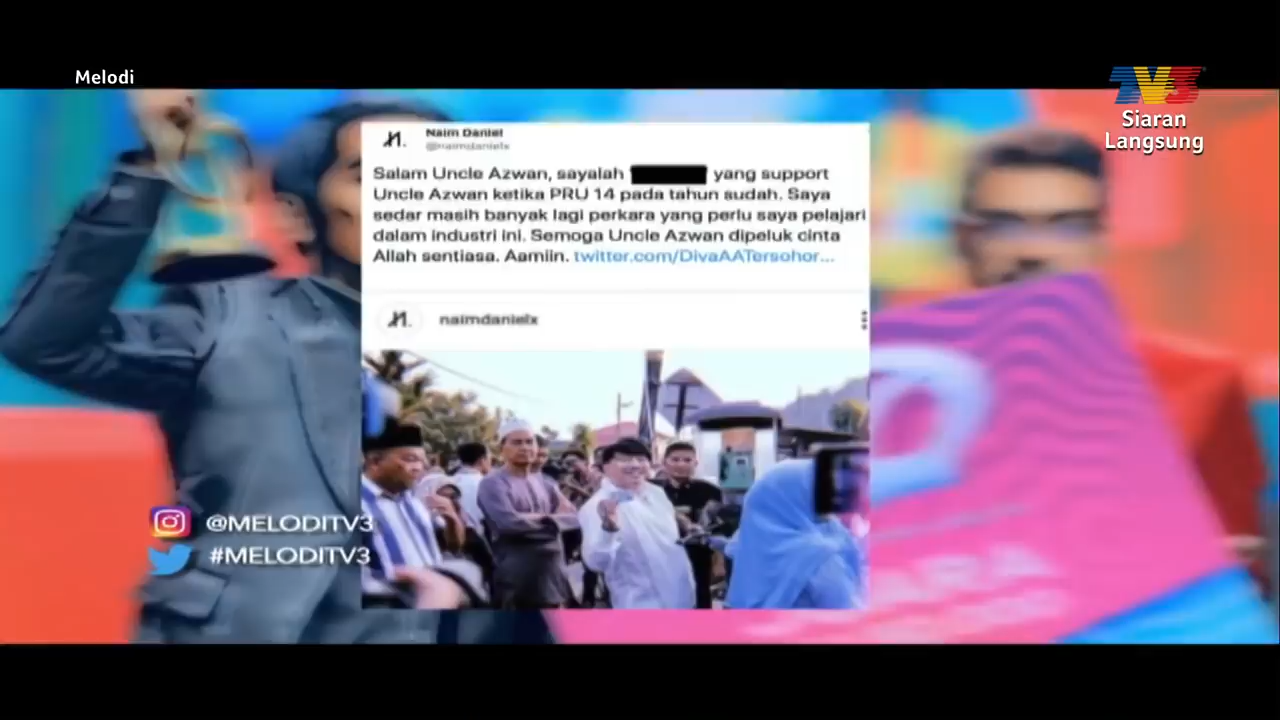 Melodi
TV3
Siaran
Langsung
Naim Daniel
@naimdanielx
Salam Uncle Azwan, sayalah yang support
Uncle Azwan ketika PRU 14 pada tahun sudah. Saya
sedar masih banyak lagi perkara yang perlu saya pelajari
dalam industri ini. Semoga Uncle Azwan dipeluk cinta
Allah sentiasa. Aamiin. twitter.com/DivaAATersohor...
naimdanielx
@MELODITV3
#MELODITV3